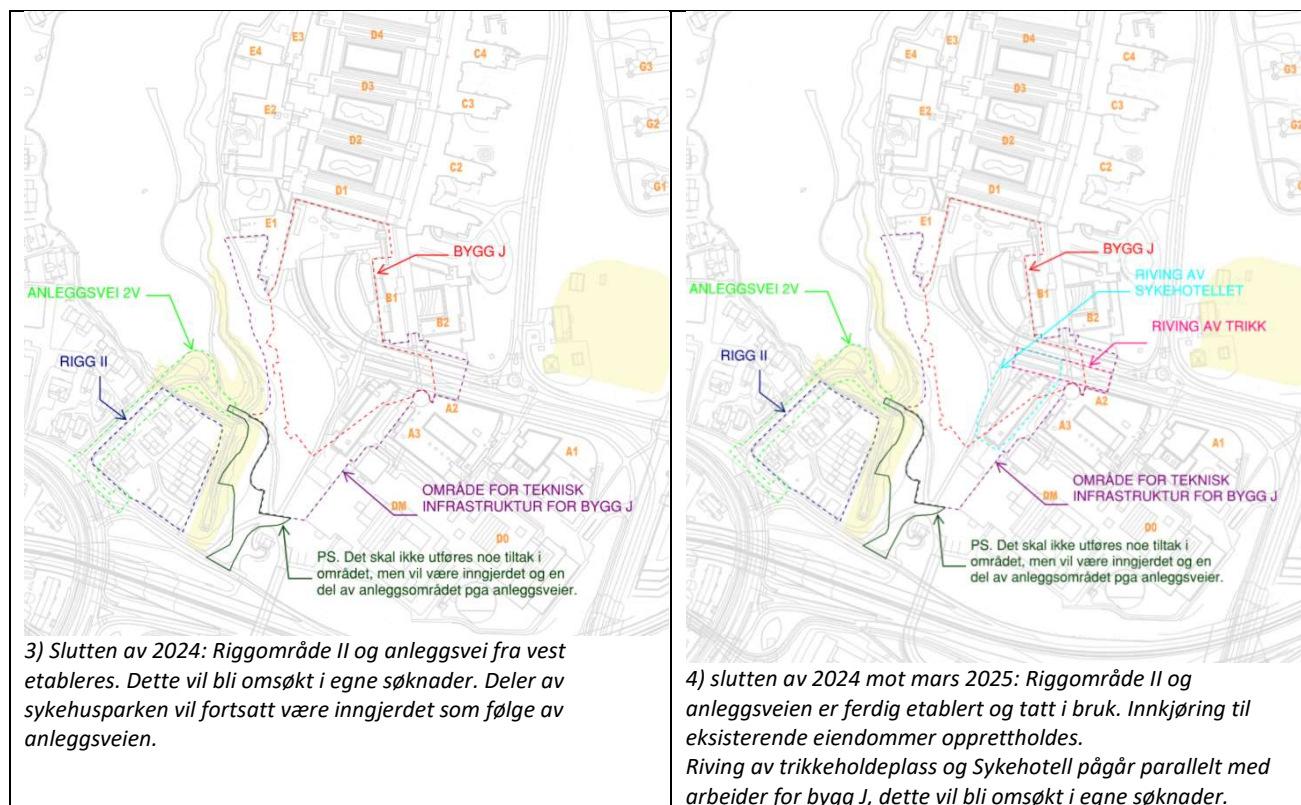 D4
E3
E4
C4
G3
D3
C3
E2
G2
D2
C2
G1
D1
E1
BYGG J
ANLEGGSVEI 2V
B1
B2
RIGG II
A2
A3
A1
OMRÅDE FOR TEKNISK
INFRASTRUKTUR FOR BYGG J
DM
D0
PS. Det skal ikke utføres noe tiltak i
området, men vil være inngjerdet og en
del av anleggsområdet pga anleggsveier.
3) Slutten av 2024: Riggområde II og anleggsvei fra vest
etableres. Dette vil bli omsøkt i egne søknader. Deler av
sykehusparken vil fortsatt være inngjerdet som følge av
anleggsveien.
D4
E3
E4
C4
G3
D3
C3
E2
G2
D2
C2
G1
D1
E1
BYGG J
RIVING AV
SYKEHOTELLET
ANLEGGSVEI 2V
B1
B2
RIVING AV TRIKK
RIGG II
A2
A3
A1
OMRÅDE FOR TEKNISK
INFRASTRUKTUR FOR BYGG J
DM
D0
PS. Det skal ikke utføres noe tiltak i
området, men vil være inngjerdet og en
del av anleggsområdet pga anleggsveier.
4) slutten av 2024 mot mars 2025: Riggområde II og
anleggsveien er ferdig etablert og tatt i bruk. Innkjøring til
eksisterende eiendommer opprettholdes.
Riving av trikkeholdeplass og Sykehotell pågår parallelt med
arbeider for bygg J, dette vil bli omsøkt i egne søknader.